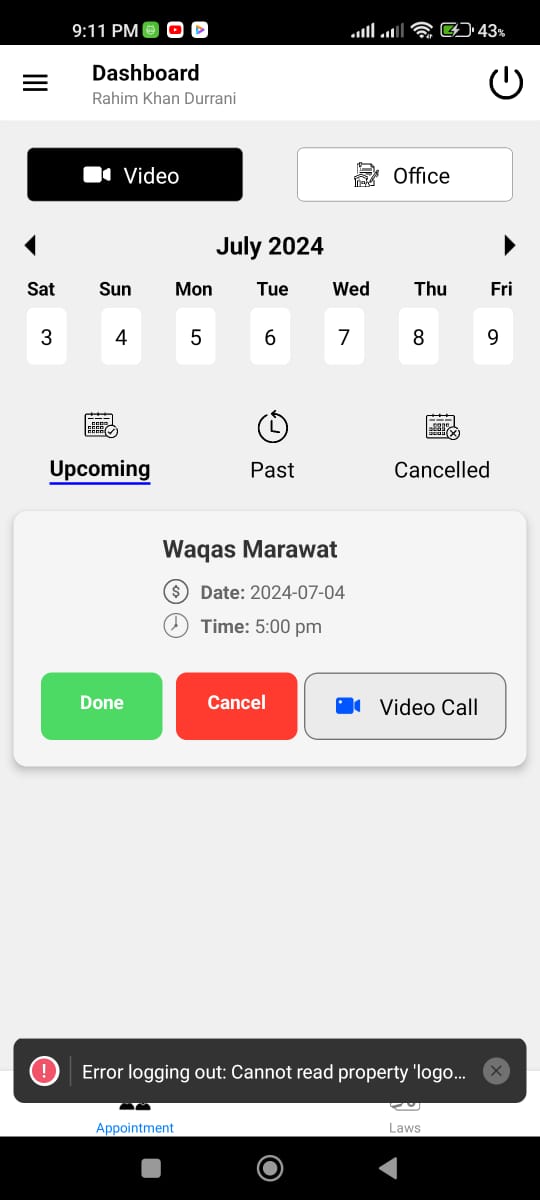 9:11 PM 43%
Dashboard
Rahim Khan Durrani
Video Office
July 2024
Sat Sun Mon Tue Wed Thu Fri
3 4 5 6 7 8 9
Upcoming Past Cancelled
Waqas Marawat
$ Date: 2024-07-04
Time: 5:00 pm
Done Cancel Video Call
! Error logging out: Cannot read property 'logo...
Appointment Laws